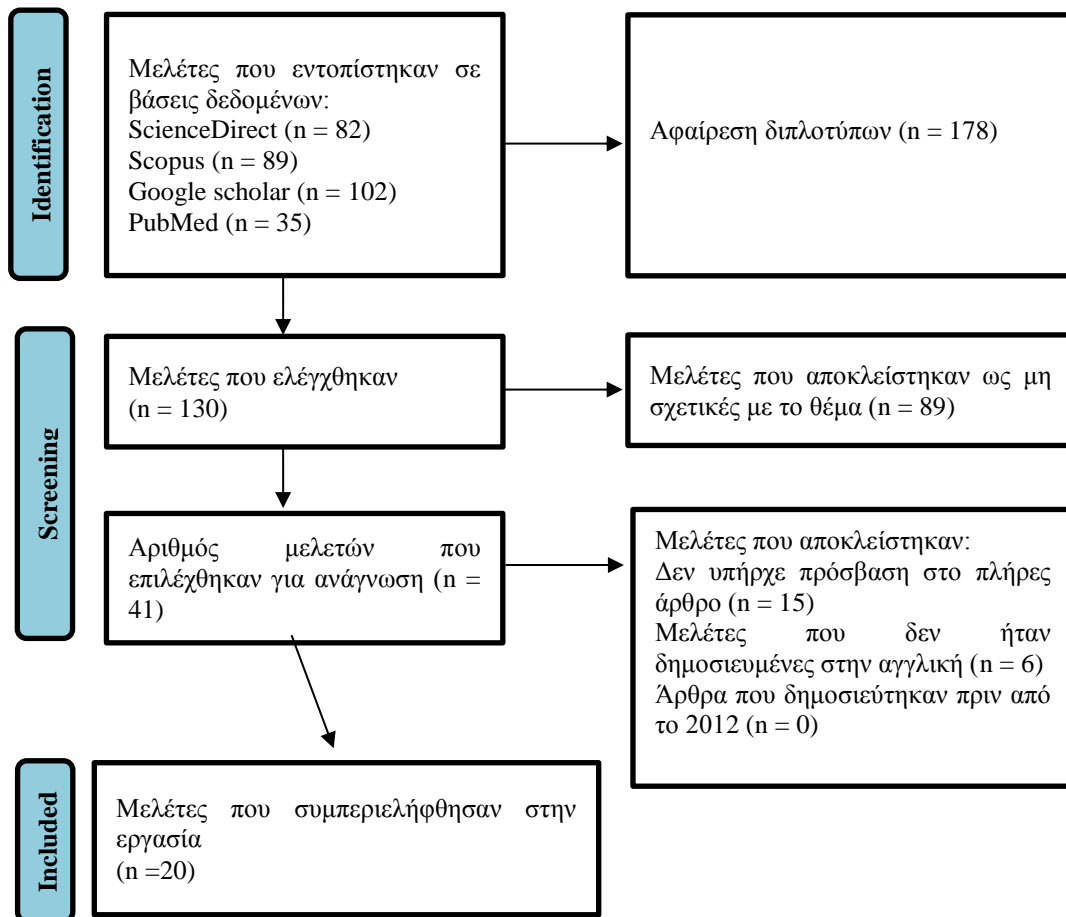 Identification
Μελέτες που εντοπίστηκαν σε
βάσεις δεδομένων:
ScienceDirect (n = 82)
Scopus (n = 89)
Google scholar (n = 102)
PubMed (n = 35)
Αφαίρεση διπλοτύπων (n = 178)
Screening
Μελέτες που ελέγχθηκαν
(n = 130)
Μελέτες που αποκλείστηκαν ως μη
σχετικές με το θέμα (n = 89)
Αριθμός μελετών που
επιλέχθηκαν για ανάγνωση (n =
41)
Μελέτες που αποκλείστηκαν:
Δεν υπήρχε πρόσβαση στο πλήρες
άρθρο (n = 15)
Μελέτες που δεν ήταν
δημοσιευμένες στην αγγλική (n = 6)
Άρθρα που δημοσιεύτηκαν πριν από
το 2012 (n = 0)
Included
Μελέτες που συμπεριελήφθησαν στην
εργασία
(n =20)